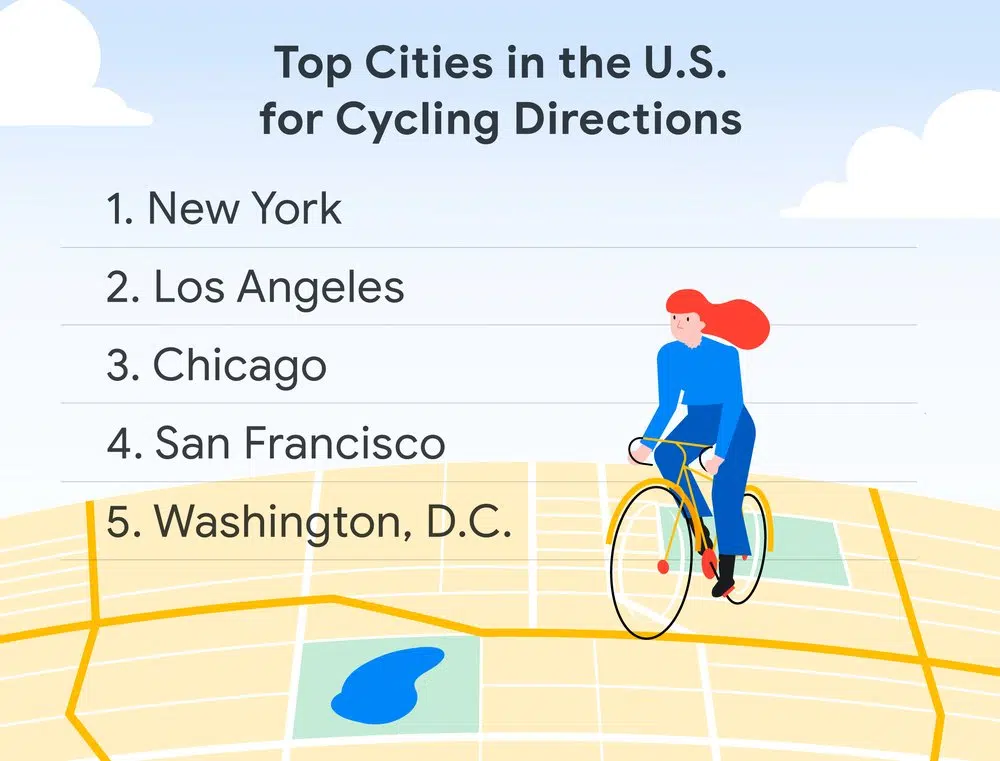 Top Cities in the U.S.
for Cycling Directions
1. New York
2. Los Angeles
3. Chicago
4. San Francisco
5. Washington, D.C.